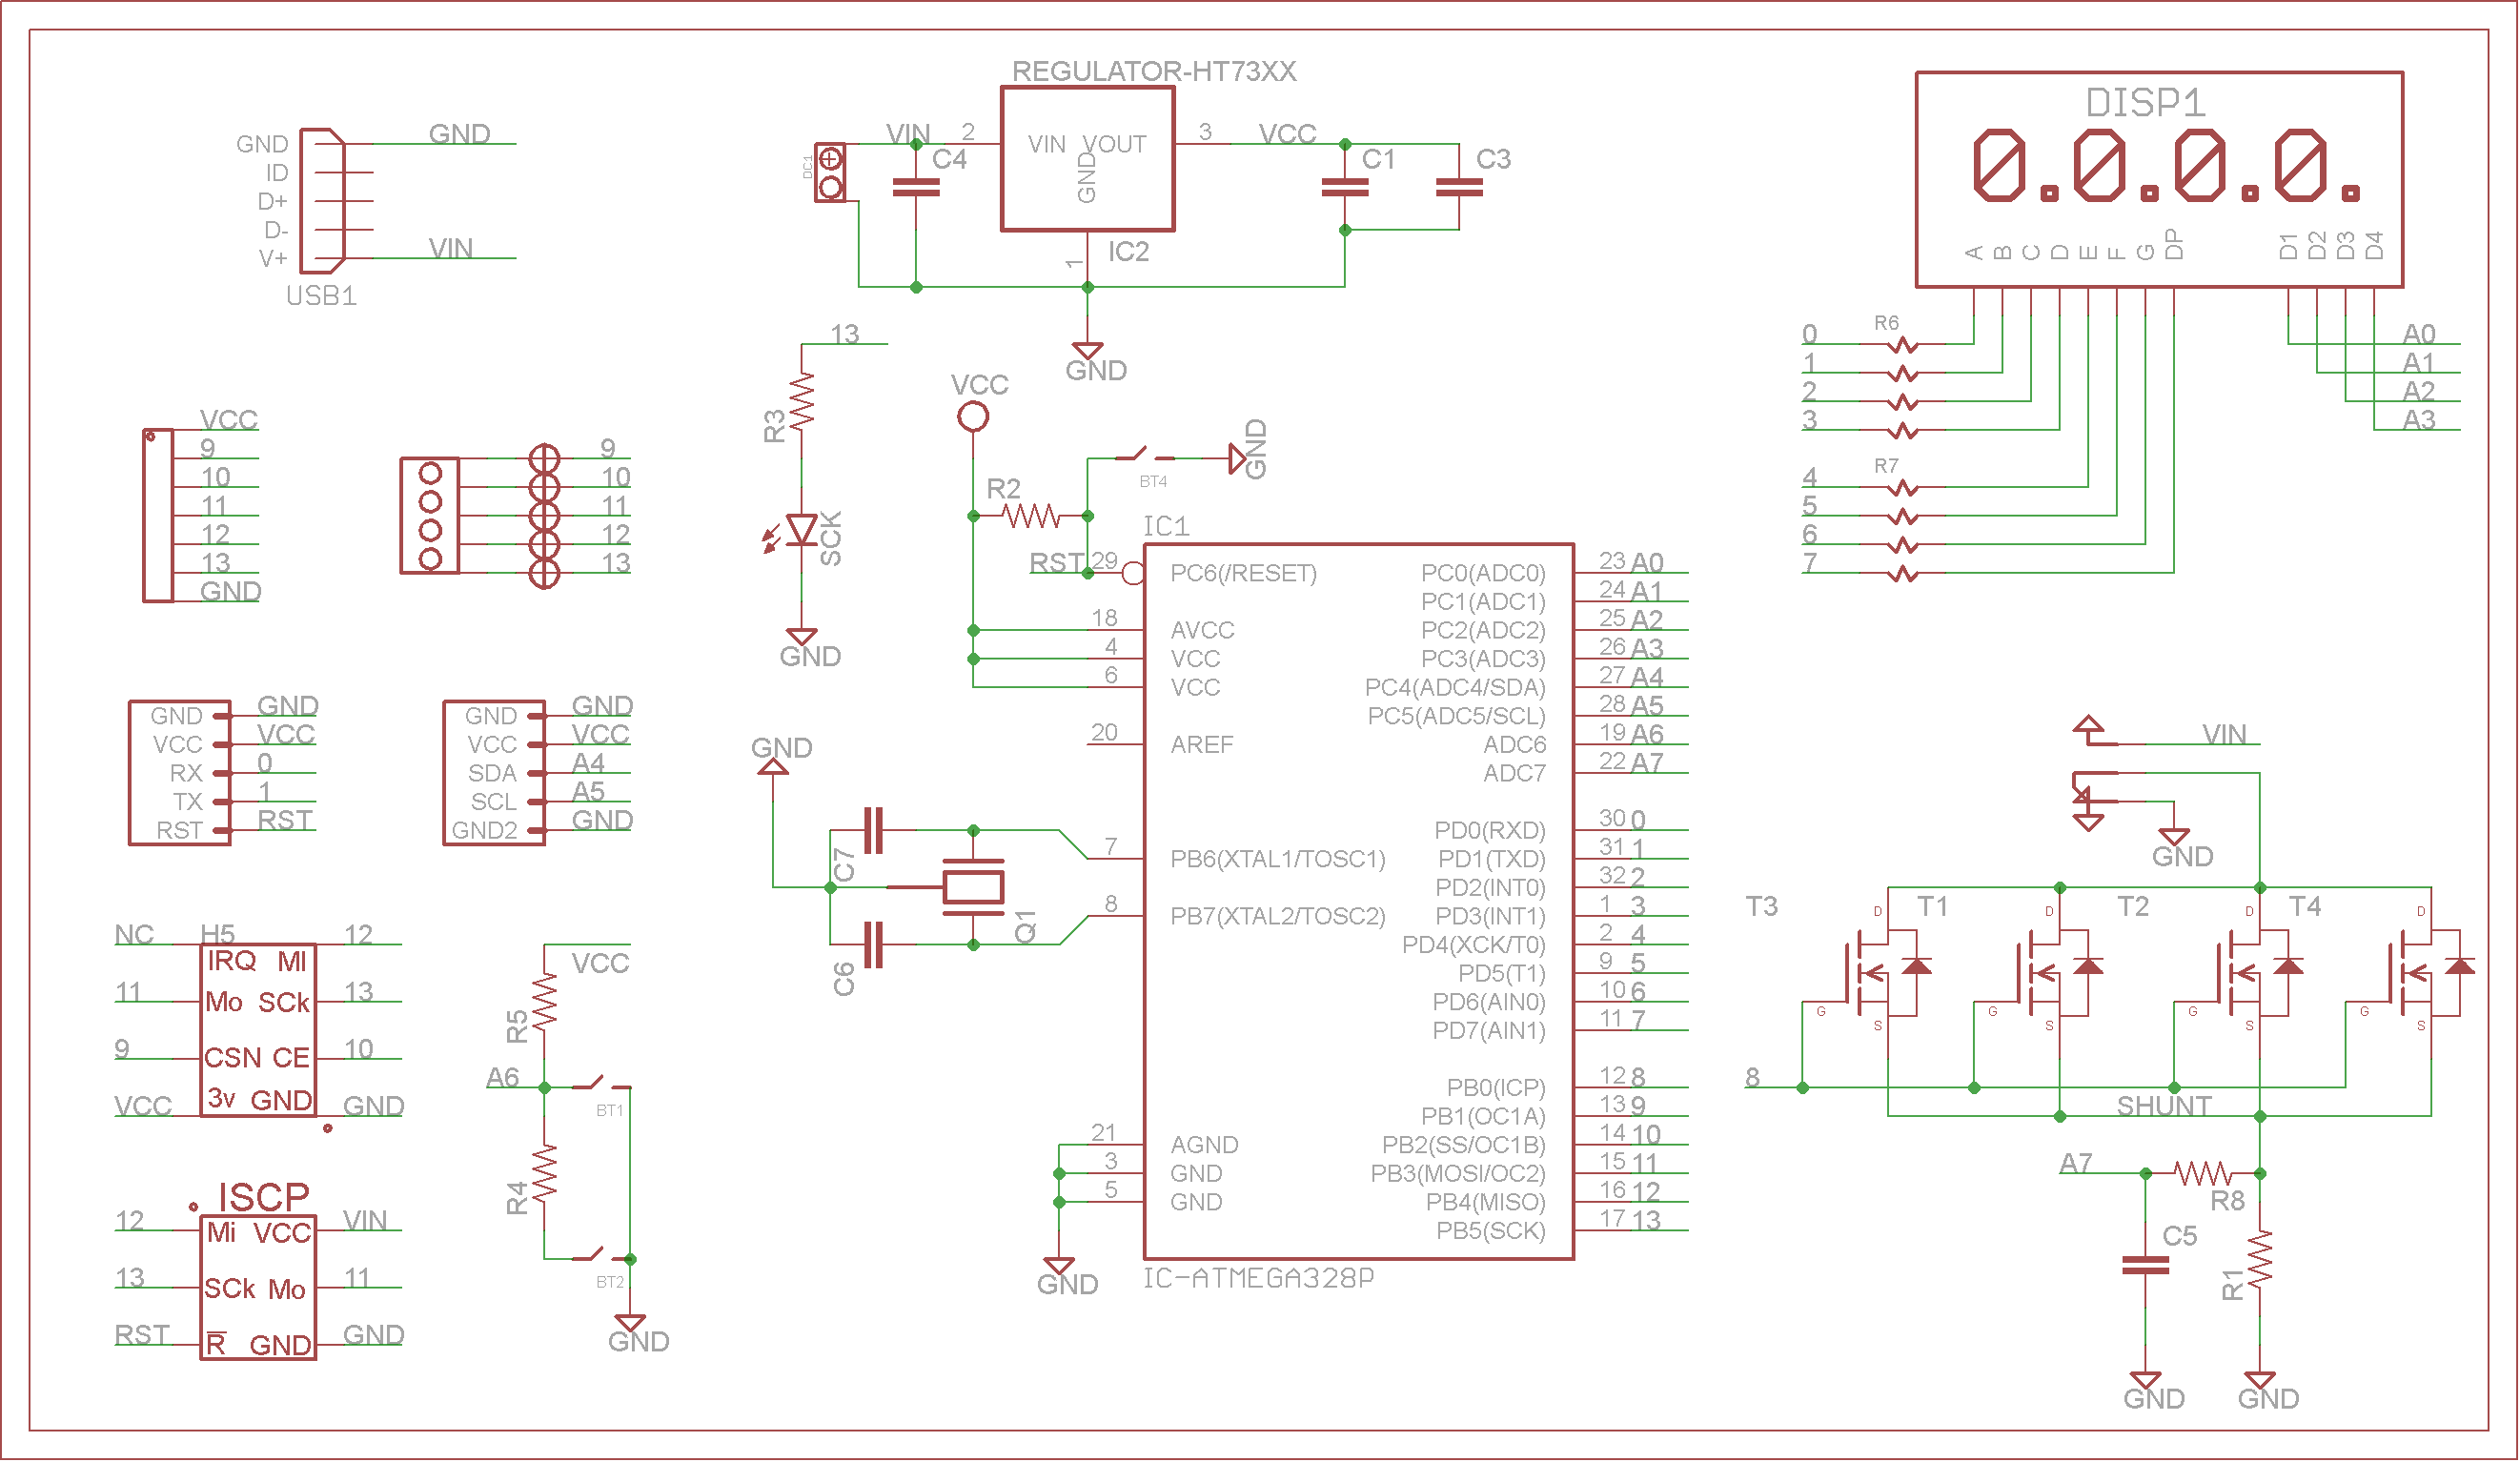 REGULATOR-HT73XX
VIN 2 VIN VOUT 3 VCC
DC1 C4 GND C1 C3
1 IC2
GND
GND GND
ID
D+
D-
V+ VIN
USB1
DISP1
0.0.0.0.
A B C D E F G DP D1 D2 D3 D4
0 R6 A0
1 A1
2 A2
3 A3
4 R7
5
6
7
13
R3
SCK
GND
VCC
R2
BT4
GND
RST
VCC
9
10
11
12
13
GND
9
10
11
12
13
IC1
29 PC6(/RESET) PC0(ADC0) 23 A0
PC1(ADC1) 24 A1
18 AVCC PC2(ADC2) 25 A2
4 VCC PC3(ADC3) 26 A3
6 VCC PC4(ADC4/SDA) 27 A4
PC5(ADC5/SCL) 28 A5
20 AREF ADC6 19 A6
ADC7 22 A7
PD0(RXD) 30 0
7 PB6(XTAL1/TOSC1) PD1(TXD) 31 1
PD2(INT0) 32 2
8 PB7(XTAL2/TOSC2) PD3(INT1) 1 3
PD4(XCK/T0) 2 4
PD5(T1) 9 5
PD6(AIN0) 10 6
PD7(AIN1) 11 7
PB0(ICP) 12 8
PB1(OC1A) 13 9
21 AGND PB2(SS/OC1B) 14 10
3 GND PB3(MOSI/OC2) 15 11
5 GND PB4(MISO) 16 12
PB5(SCK) 17 13
GND
IC-ATMEGA328P
GND GND
VCC VCC
RX 0
TX 1
RST RST
GND GND
VCC VCC
SDA A4
SCL A5
GND2 GND
GND
C7
C6
Q1
NC H5 12
IRQ MI
11 Mo SCk 13
9 CSN CE 10
VCC 3v GND GND
ISCP
12 Mi VCC VIN
13 SCk Mo 11
RST R GND GND
VCC
R5
A6
BT1
R4
BT2
GND
VIN
GND
T3 D T1 D T2 D T4 D
G S G S G S G S
8
SHUNT
A7
R8
C5
R1
GND GND